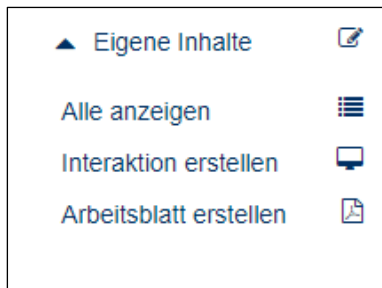 Eigene Inhalte
Alle anzeigen
Interaktion erstellen
Arbeitsblatt erstellen